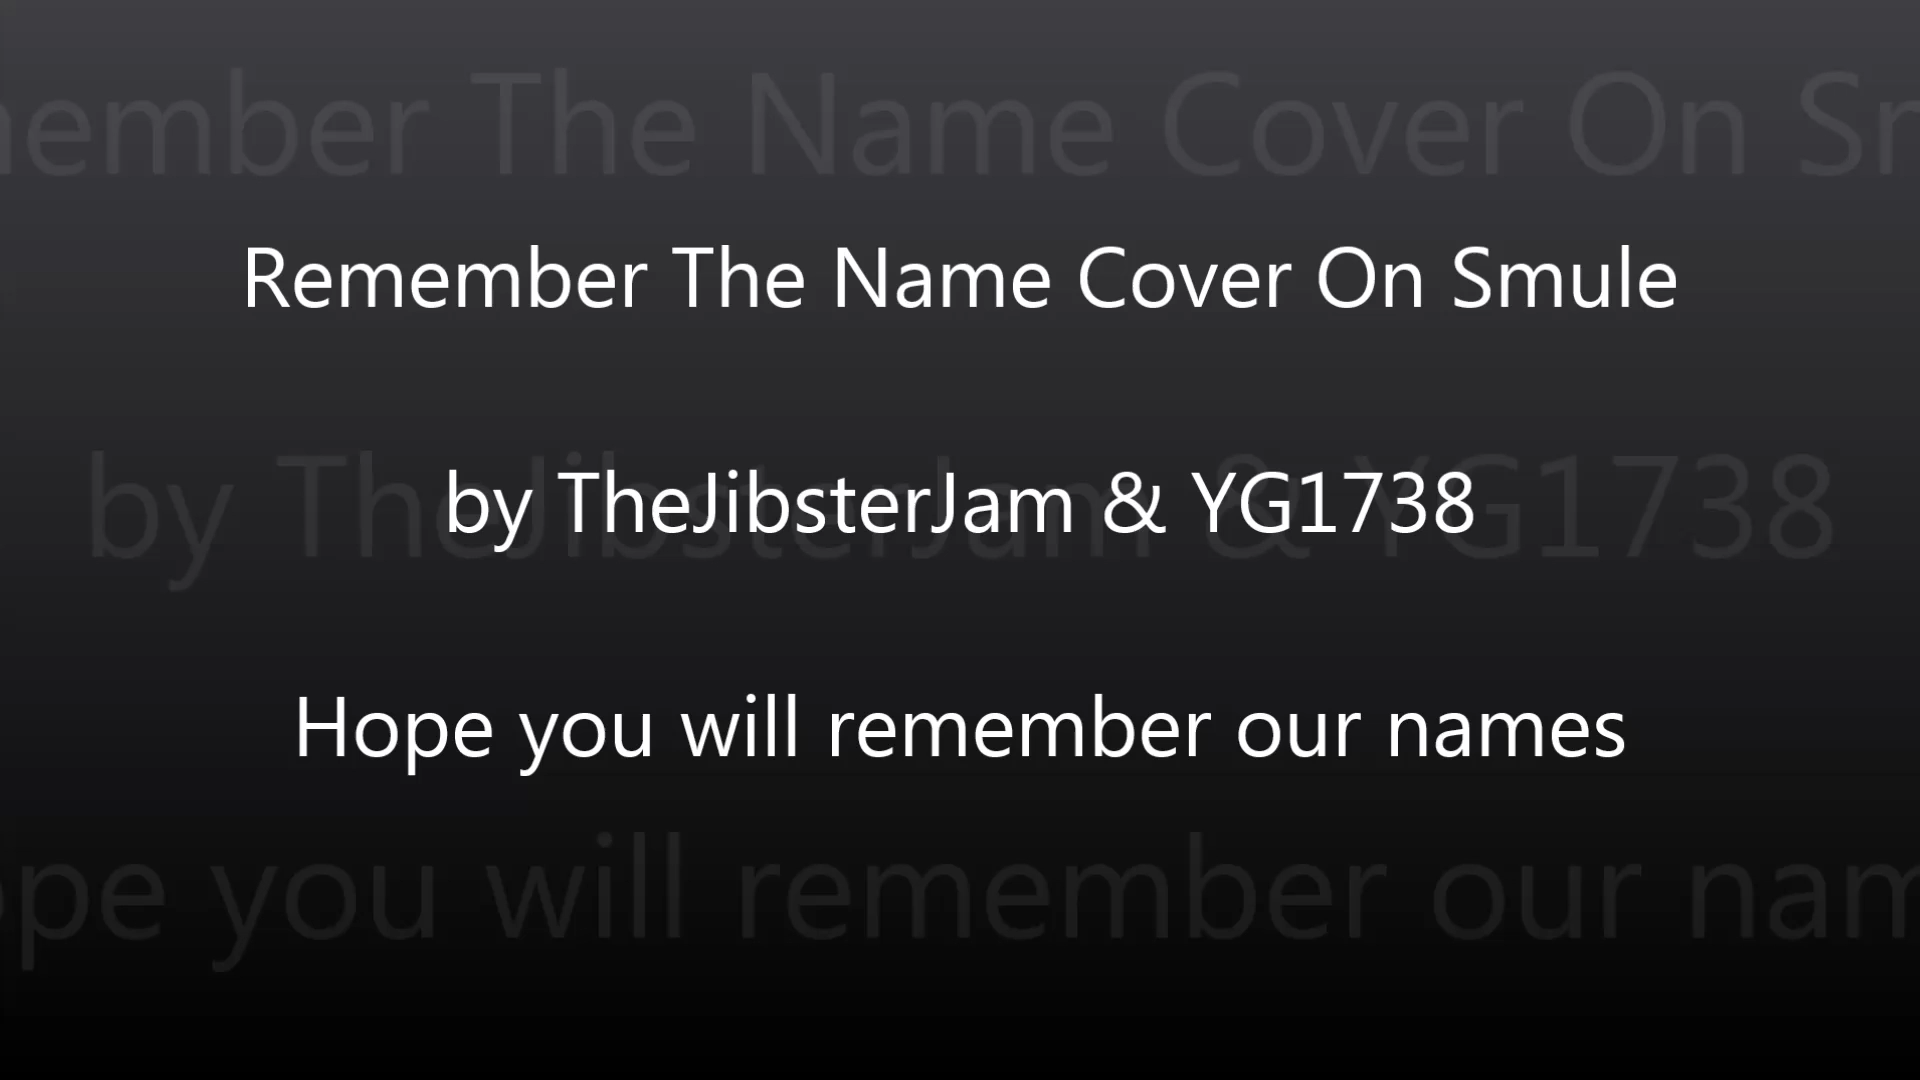 Remember The Name Cover On Smule
by TheJibsterJam & YG1738
Hope you will remember our names